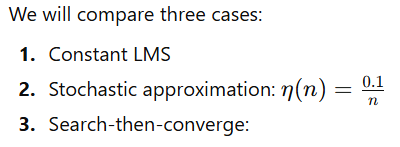 We will compare three cases:
1. Constant LMS
2. Stochastic approximation: η(n) = 0.1/n
3. Search-then-converge: